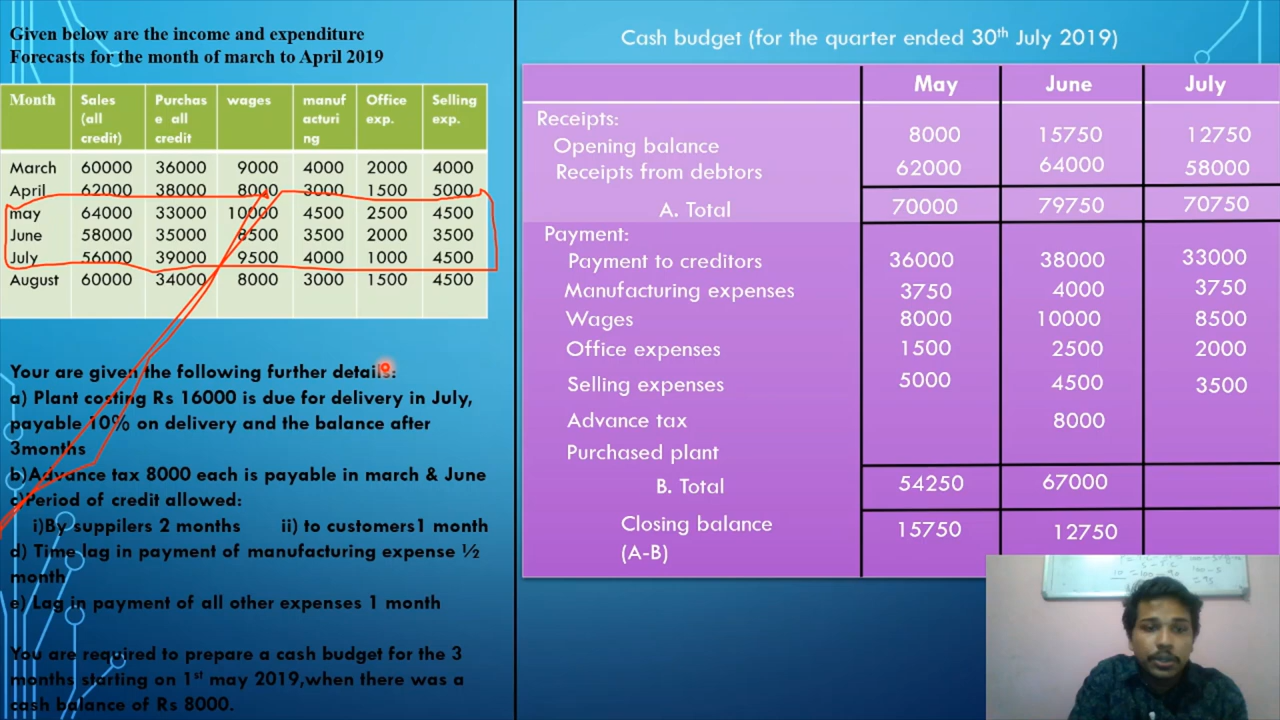 Given below are the income and expenditure
Forecasts for the month of march to April 2019
Month Sales (all credit) Purchas e all credit wages manuf acturi ng Office exp. Selling exp.
March 60000 36000 9000 4000 2000 4000
April 62000 38000 8000 3000 1500 5000
may 64000 33000 10000 4500 2500 4500
June 58000 35000 8500 3500 2000 3500
July 56000 39000 9500 4000 1000 4500
August 60000 34000 8000 3000 1500 4500
Your are given the following further details:
a) Plant costing Rs 16000 is due for delivery in July,
payable 10% on delivery and the balance after
3months
b)Advance tax 8000 each is payable in march & June
c)Period of credit allowed:
i)By suppilers 2 months ii) to customers1 month
d) Time lag in payment of manufacturing expense ½
month
e) Lag in payment of all other expenses 1 month
You are required to prepare a cash budget for the 3
months starting on 1st may 2019,when there was a
cash balance of Rs 8000.
Cash budget (for the quarter ended 30th July 2019)
May June July
Receipts:
Opening balance 8000 15750 12750
Receipts from debtors 62000 64000 58000
A. Total 70000 79750 70750
Payment:
Payment to creditors 36000 38000 33000
Manufacturing expenses 3750 4000 3750
Wages 8000 10000 8500
Office expenses 1500 2500 2000
Selling expenses 5000 4500 3500
Advance tax 8000
Purchased plant
B. Total 54250 67000
Closing balance 15750 12750
(A-B)